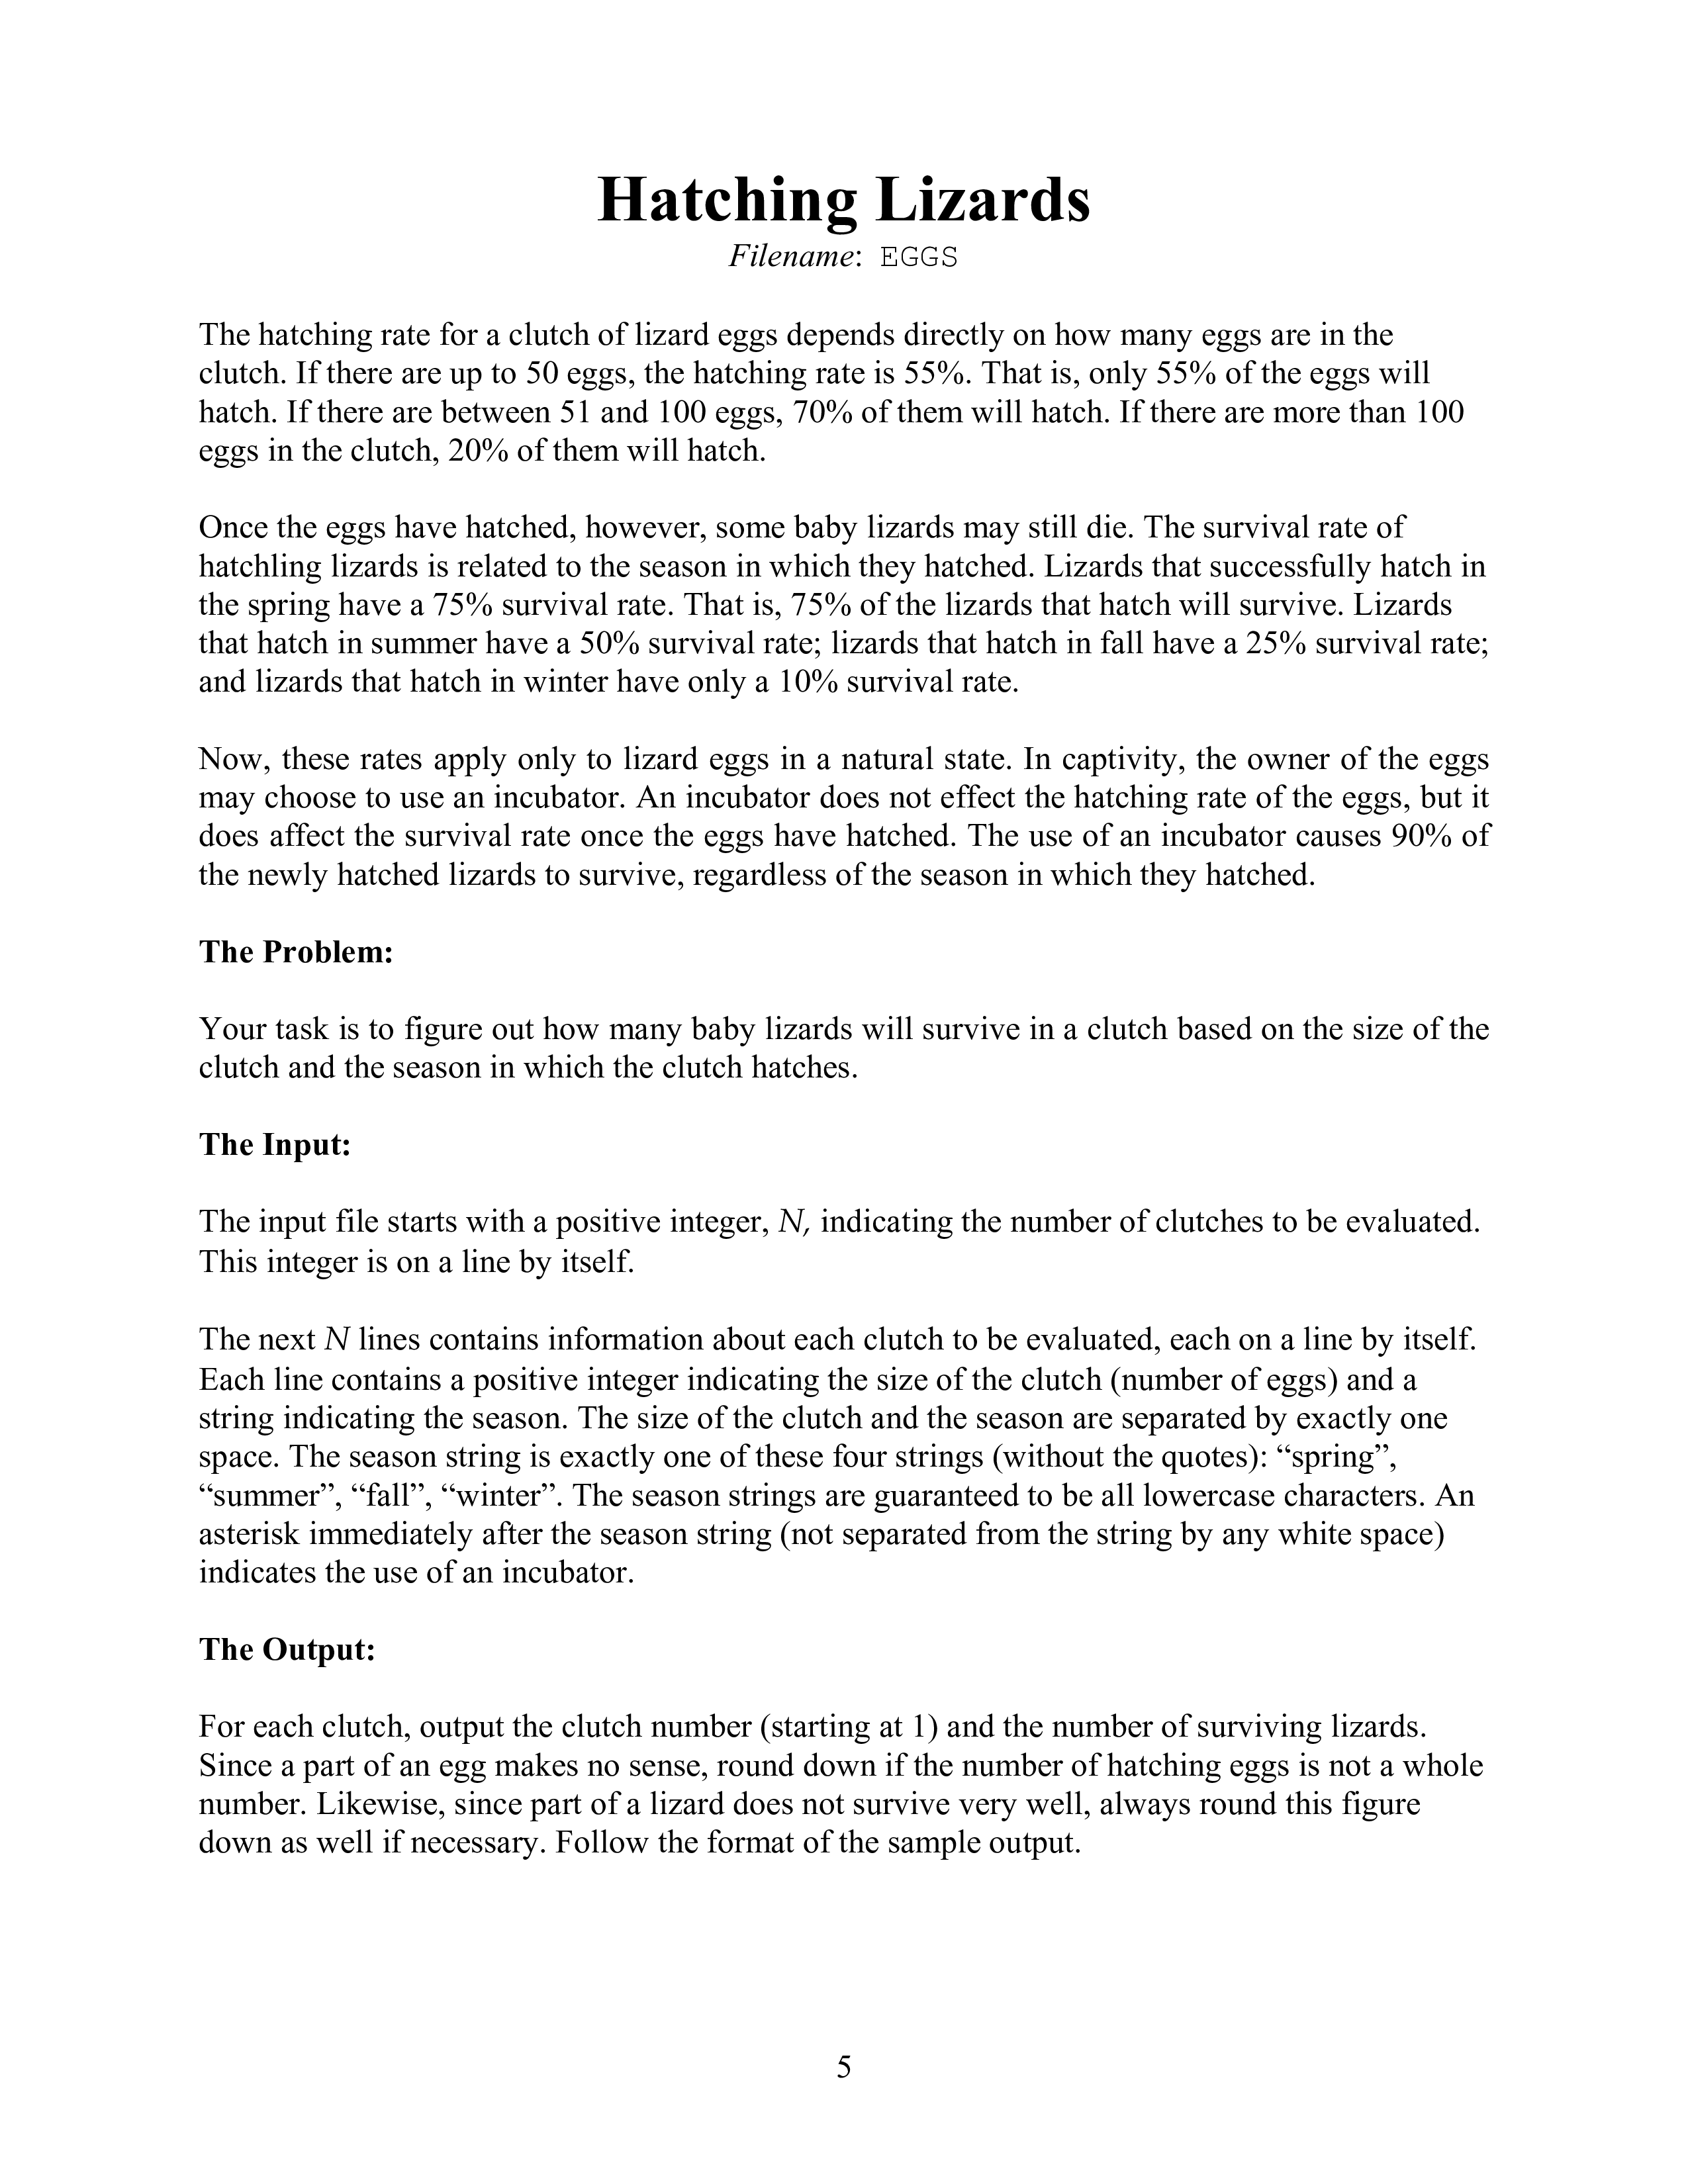 Hatching Lizards
Filename: EGGS
The hatching rate for a clutch of lizard eggs depends directly on how many eggs are in the
clutch. If there are up to 50 eggs, the hatching rate is 55%. That is, only 55% of the eggs will
hatch. If there are between 51 and 100 eggs, 70% of them will hatch. If there are more than 100
eggs in the clutch, 20% of them will hatch.
Once the eggs have hatched, however, some baby lizards may still die. The survival rate of
hatchling lizards is related to the season in which they hatched. Lizards that successfully hatch in
the spring have a 75% survival rate. That is, 75% of the lizards that hatch will survive. Lizards
that hatch in summer have a 50% survival rate; lizards that hatch in fall have a 25% survival rate;
and lizards that hatch in winter have only a 10% survival rate.
Now, these rates apply only to lizard eggs in a natural state. In captivity, the owner of the eggs
may choose to use an incubator. An incubator does not effect the hatching rate of the eggs, but it
does affect the survival rate once the eggs have hatched. The use of an incubator causes 90% of
the newly hatched lizards to survive, regardless of the season in which they hatched.
The Problem:
Your task is to figure out how many baby lizards will survive in a clutch based on the size of the
clutch and the season in which the clutch hatches.
The Input:
The input file starts with a positive integer, N, indicating the number of clutches to be evaluated.
This integer is on a line by itself.
The next N lines contains information about each clutch to be evaluated, each on a line by itself.
Each line contains a positive integer indicating the size of the clutch (number of eggs) and a
string indicating the season. The size of the clutch and the season are separated by exactly one
space. The season string is exactly one of these four strings (without the quotes): “spring”,
“summer”, “fall”, “winter”. The season strings are guaranteed to be all lowercase characters. An
asterisk immediately after the season string (not separated from the string by any white space)
indicates the use of an incubator.
The Output:
For each clutch, output the clutch number (starting at 1) and the number of surviving lizards.
Since a part of an egg makes no sense, round down if the number of hatching eggs is not a whole
number. Likewise, since part of a lizard does not survive very well, always round this figure
down as well if necessary. Follow the format of the sample output.
5